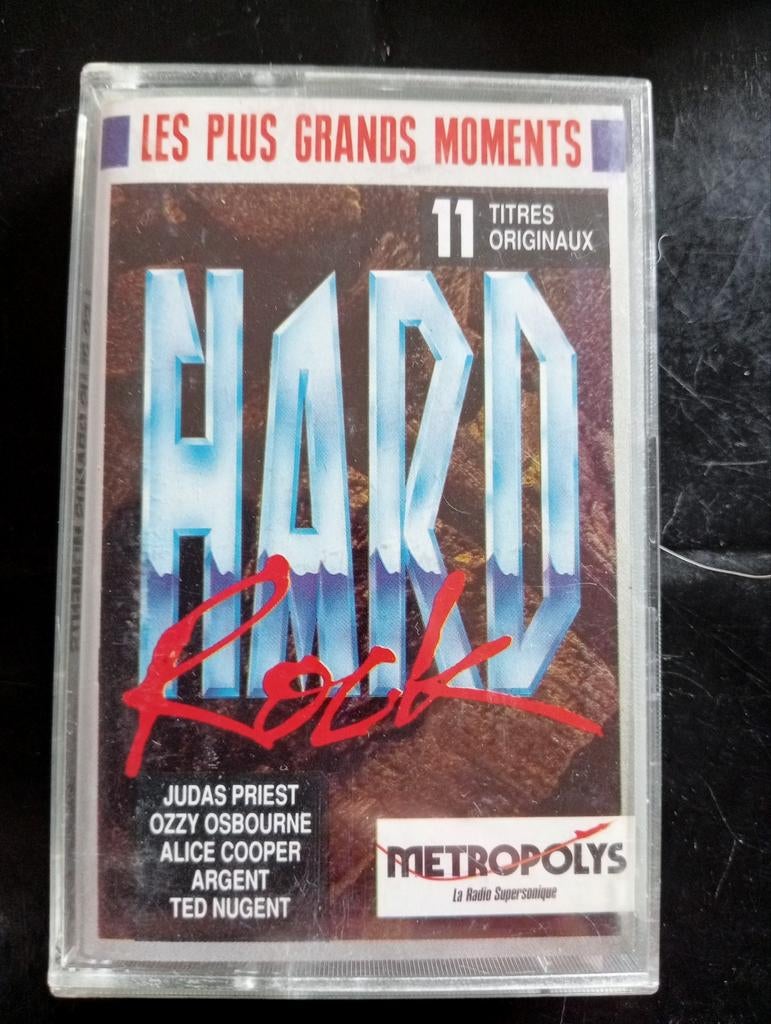 LES PLUS GRANDS MOMENTS
11 TITRES
ORIGINAUX
HARD
Rock
JUDAS PRIEST
OZZY OSBOURNE
ALICE COOPER
ARGENT
TED NUGENT
METROPOLYS
La Radio Supersonique